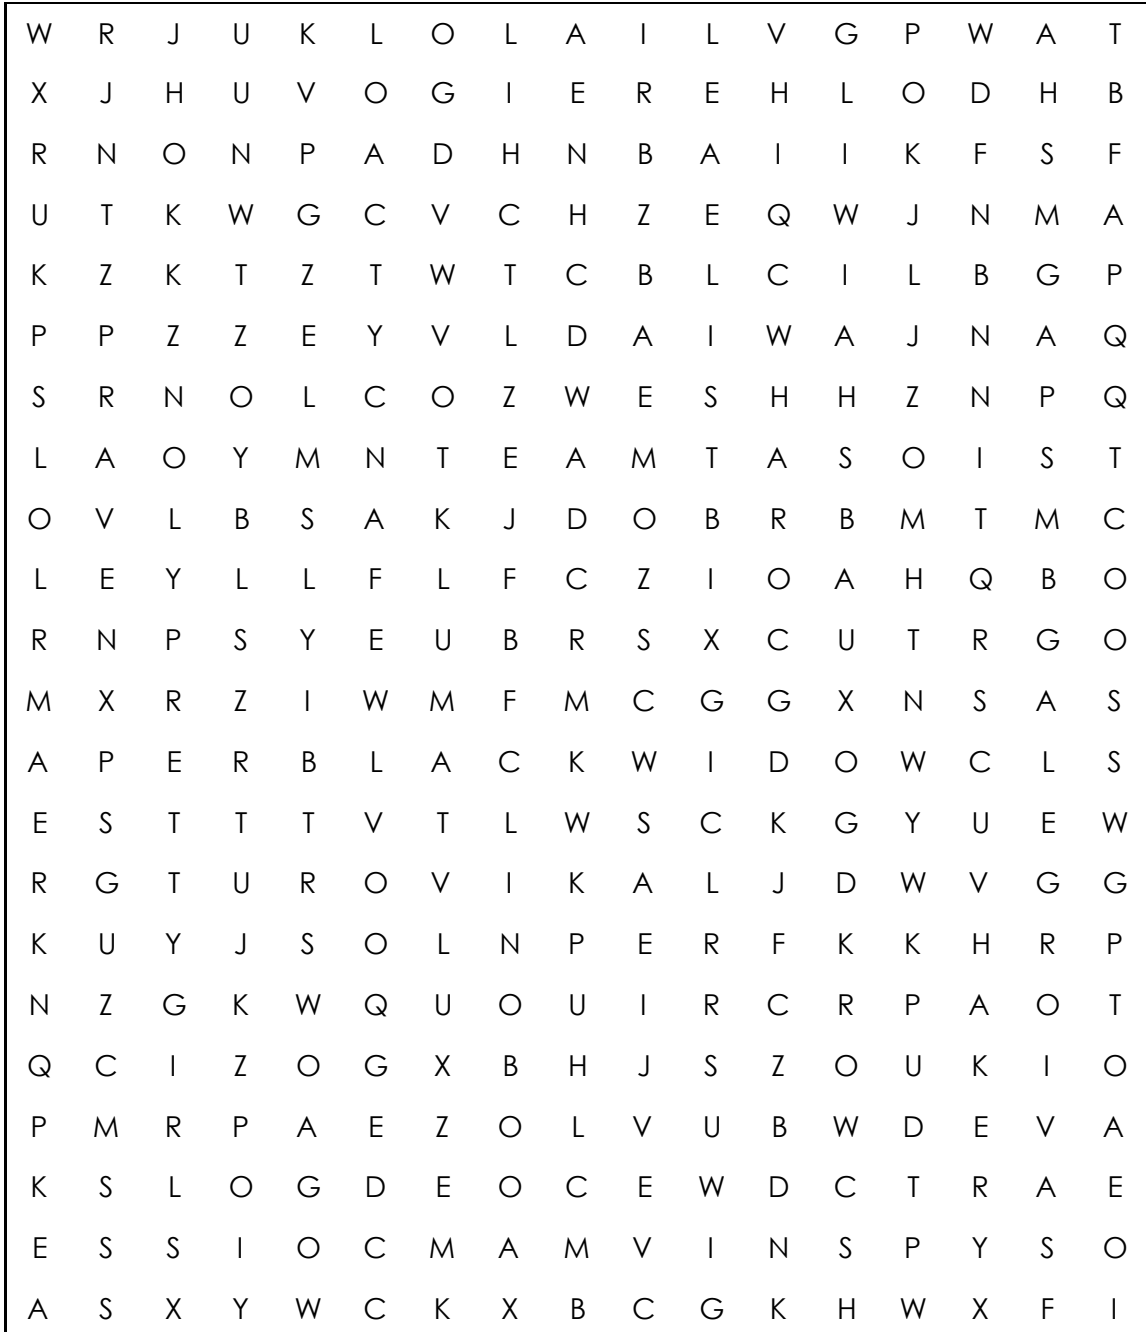 W R J U K L O L A I L V G P W A T
X J H U V O G I E R E H L O D H B
R N O N P A D H N B A I I K F S F
U T K W G C V C H Z E Q W J N M A
K Z K T Z T W T C B L C I L B G P
P P Z Z E Y V L D A I W A J N A Q
S R N O L C O Z W E S H H Z N P Q
L A O Y M N T E A M T A S O I S T
O V L B S A K J D O B R B M T M C
L E Y L L F L F C Z I O A H Q B O
R N P S Y E U B R S X C U T R G O
M X R Z I W M F M C G G X N S A S
A P E R B L A C K W I D O W C L S
E S T T T V T L W S C K G Y U E W
R G T U R O V I K A L J D W V G G
K U Y J S O L N P E R F K K H R P
N Z G K W Q U O U I R C R P A O T
Q C I Z O G X B H J S Z O U K I O
P M R P A E Z O L V U B W D E V A
K S L O G D E O C E W D C T R A E
E S S I O C M A M V I N S P Y S O
A S X Y W C K X B C G K H W X F I